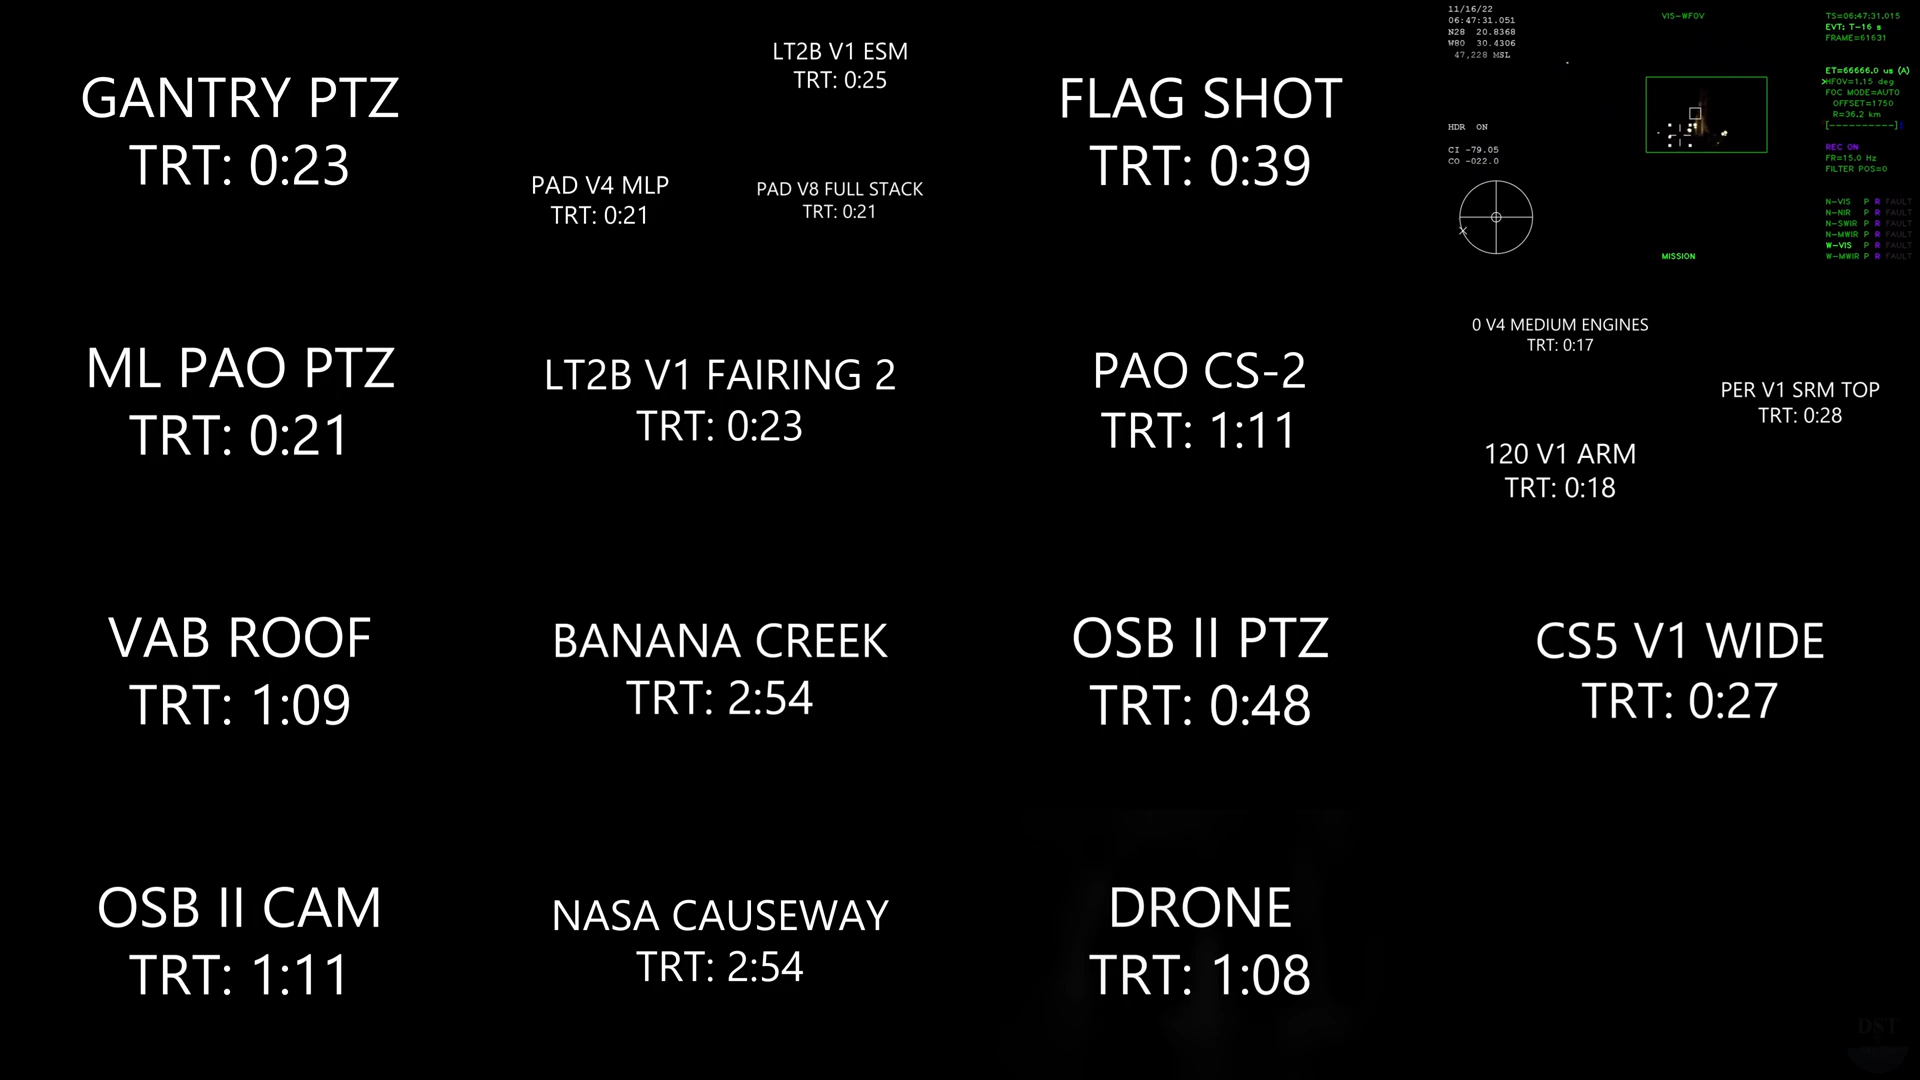 GANTRY PTZ
TRT: 0:23
LT2B V1 ESM
TRT: 0:25
PAD V4 MLP
TRT: 0:21
PAD V8 FULL STACK
TRT: 0:21
FLAG SHOT
TRT: 0:39
11/16/22
06:47:31.051
N28 20.8368
W80 30.4306
47,228 MSL
HDR ON
CI -79.05
CO -022.0
VIS-WFOV
MISSION
TS=06:47:31.015
EVT: T-16 s
FRAME=61631
ET=66666.0 us (A)
>HFOV=1.15 deg
FOC MODE=AUTO
OFFSET=1750
R=36.2 km
[----------]
REC ON
FR=15.0 Hz
FILTER POS=0
N-VIS P R FAULT
N-NIR P R FAULT
N-SWIR P R FAULT
N-MWIR P R FAULT
W-VIS P R FAULT
W-MWIR P R FAULT
ML PAO PTZ
TRT: 0:21
LT2B V1 FAIRING 2
TRT: 0:23
PAO CS-2
TRT: 1:11
0 V4 MEDIUM ENGINES
TRT: 0:17
PER V1 SRM TOP
TRT: 0:28
120 V1 ARM
TRT: 0:18
VAB ROOF
TRT: 1:09
BANANA CREEK
TRT: 2:54
OSB II PTZ
TRT: 0:48
CS5 V1 WIDE
TRT: 0:27
OSB II CAM
TRT: 1:11
NASA CAUSEWAY
TRT: 2:54
DRONE
TRT: 1:08
DST